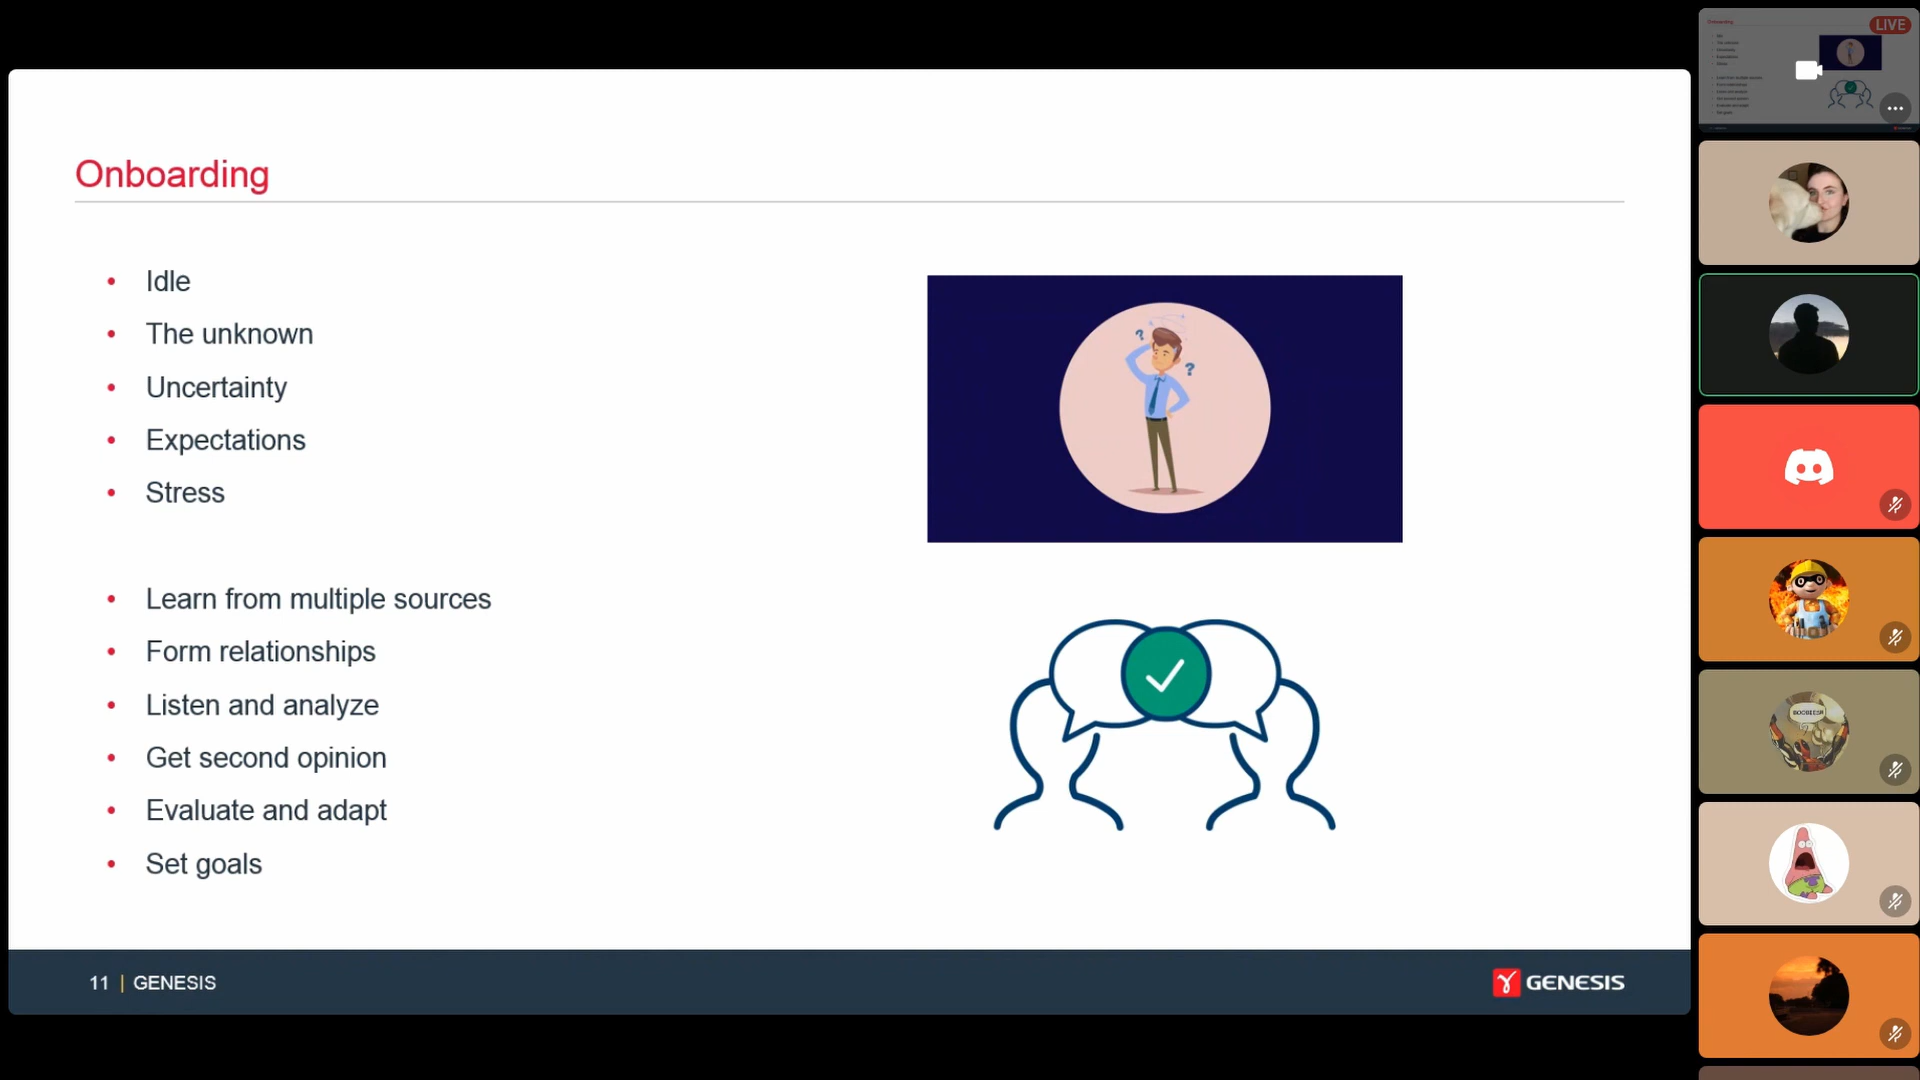 Onboarding
• Idle
• The unknown
• Uncertainty
• Expectations
• Stress
• Learn from multiple sources
• Form relationships
• Listen and analyze
• Get second opinion
• Evaluate and adapt
• Set goals
11 | GENESIS
GENESIS
LIVE
Onboarding
? ?